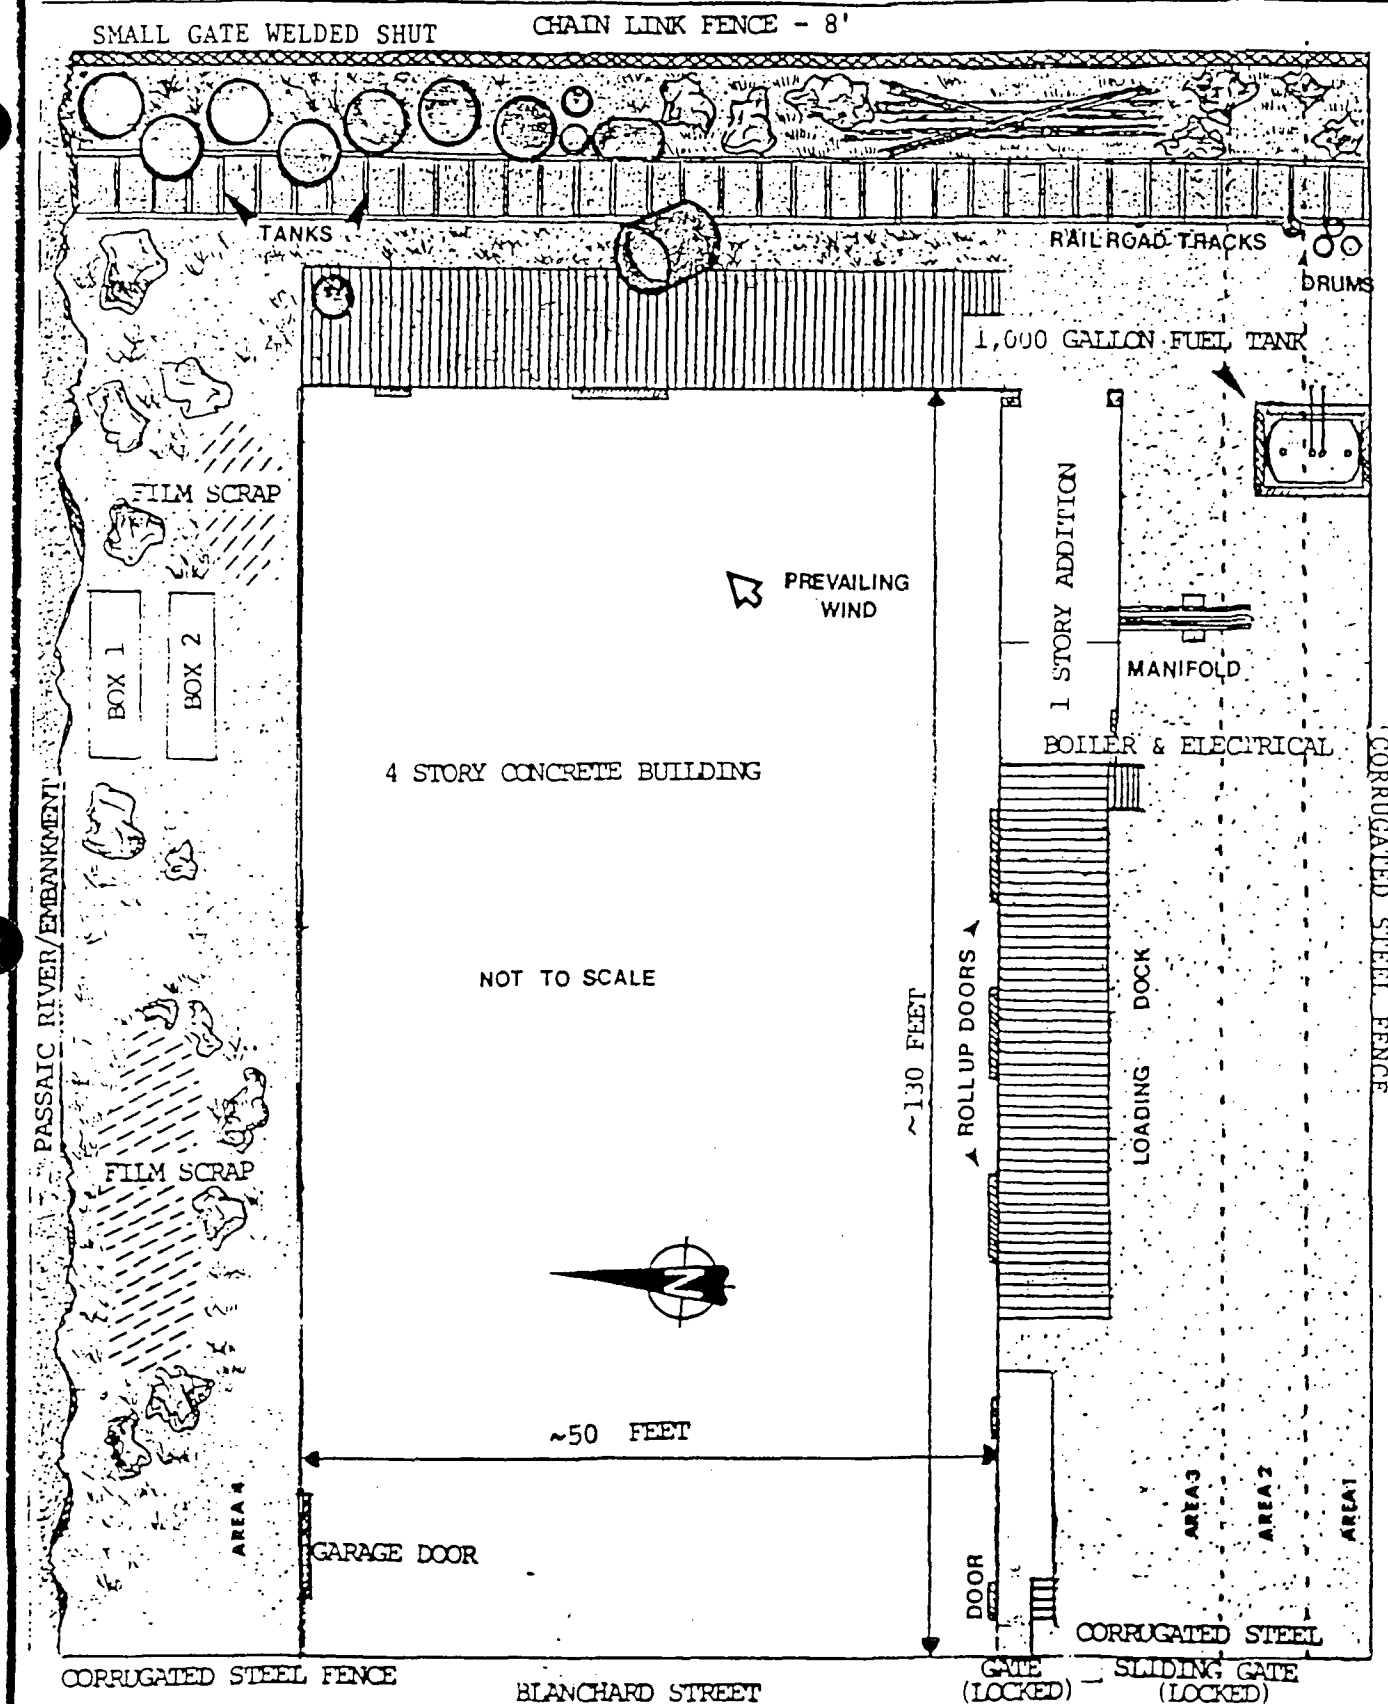 SMALL GATE WELDED SHUT
CHAIN LINK FENCE - 8'
TANKS
RAILROAD TRACKS
DRUMS
1,000 GALLON FUEL TANK
FILM SCRAP
1 STORY ADDITION
PREVAILING
WIND
BOX 1
BOX 2
MANIFOLD
BOILER & ELECTRICAL
4 STORY CONCRETE BUILDING
CORRUGATED STEEL FENCE
PASSAIC RIVER/EMBANKMENT
NOT TO SCALE
ROLLUP DOORS
LOADING DOCK
~130 FEET
FILM SCRAP
N
~50 FEET
AREA 4
GARAGE DOOR
DOOR
AREA 3
AREA 2
AREA 1
CORRUGATED STEEL
SLIDING GATE
(LOCKED)
GATE
(LOCKED)
CORRUGATED STEEL FENCE
BLANCHARD STREET